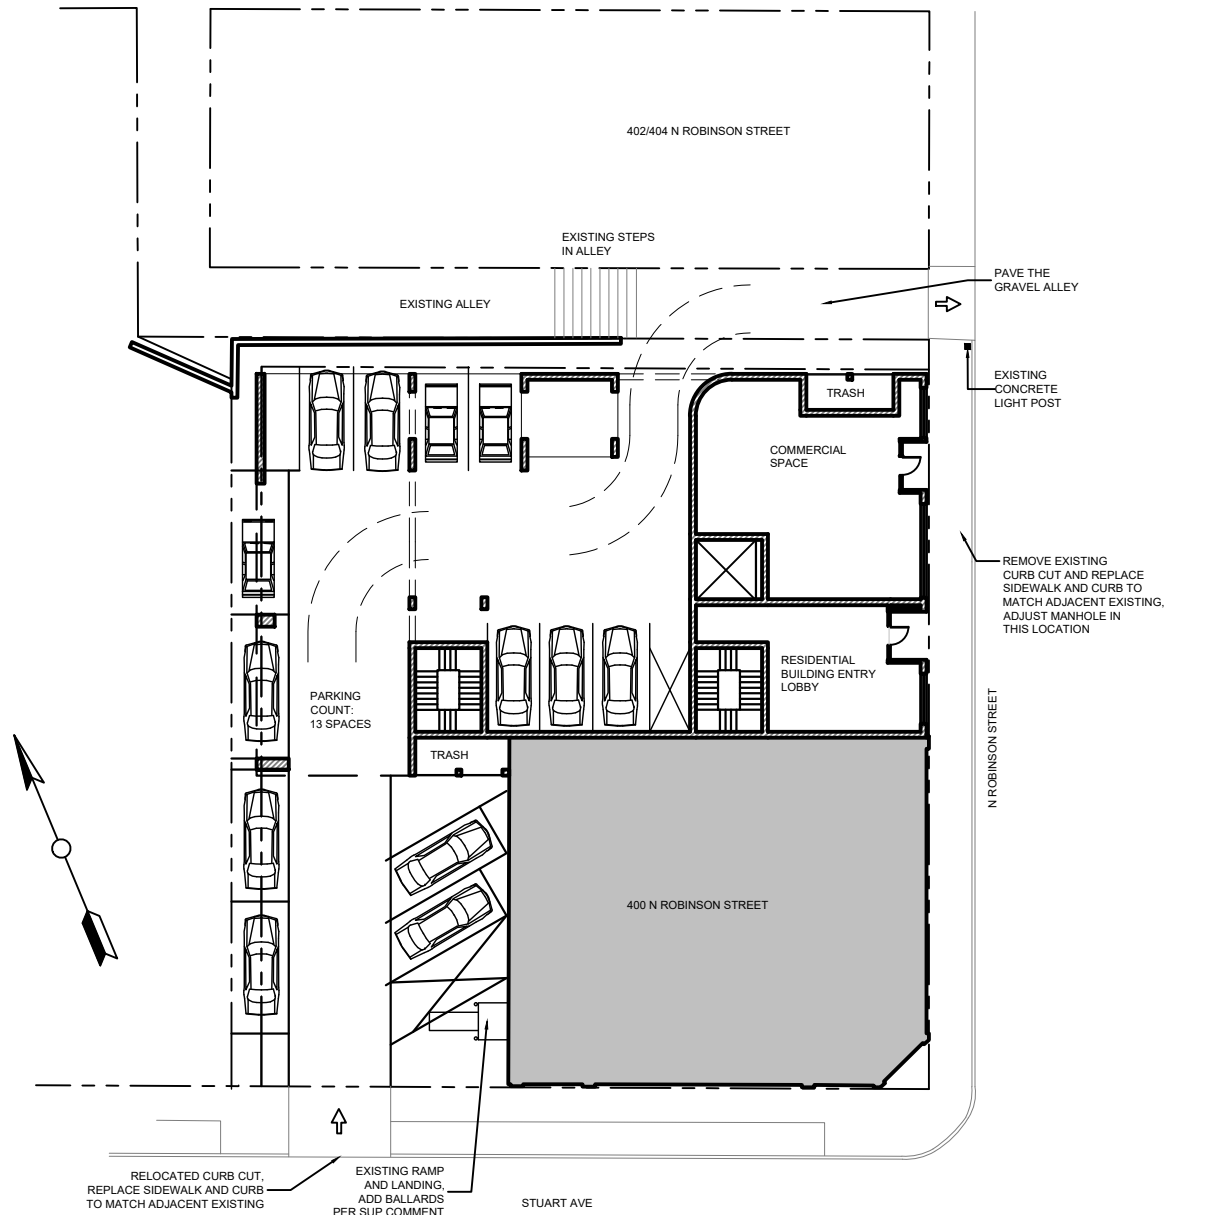 402/404 N ROBINSON STREET
EXISTING STEPS
IN ALLEY
EXISTING ALLEY
PAVE THE
GRAVEL ALLEY
EXISTING
CONCRETE
LIGHT POST
TRASH
COMMERCIAL
SPACE
REMOVE EXISTING
CURB CUT AND REPLACE
SIDEWALK AND CURB TO
MATCH ADJACENT EXISTING,
ADJUST MANHOLE IN
THIS LOCATION
RESIDENTIAL
BUILDING ENTRY
LOBBY
PARKING
COUNT:
13 SPACES
N ROBINSON STREET
TRASH
400 N ROBINSON STREET
RELOCATED CURB CUT,
REPLACE SIDEWALK AND CURB
TO MATCH ADJACENT EXISTING
EXISTING RAMP
AND LANDING,
ADD BALLARDS
PER SUP COMMENT
STUART AVE